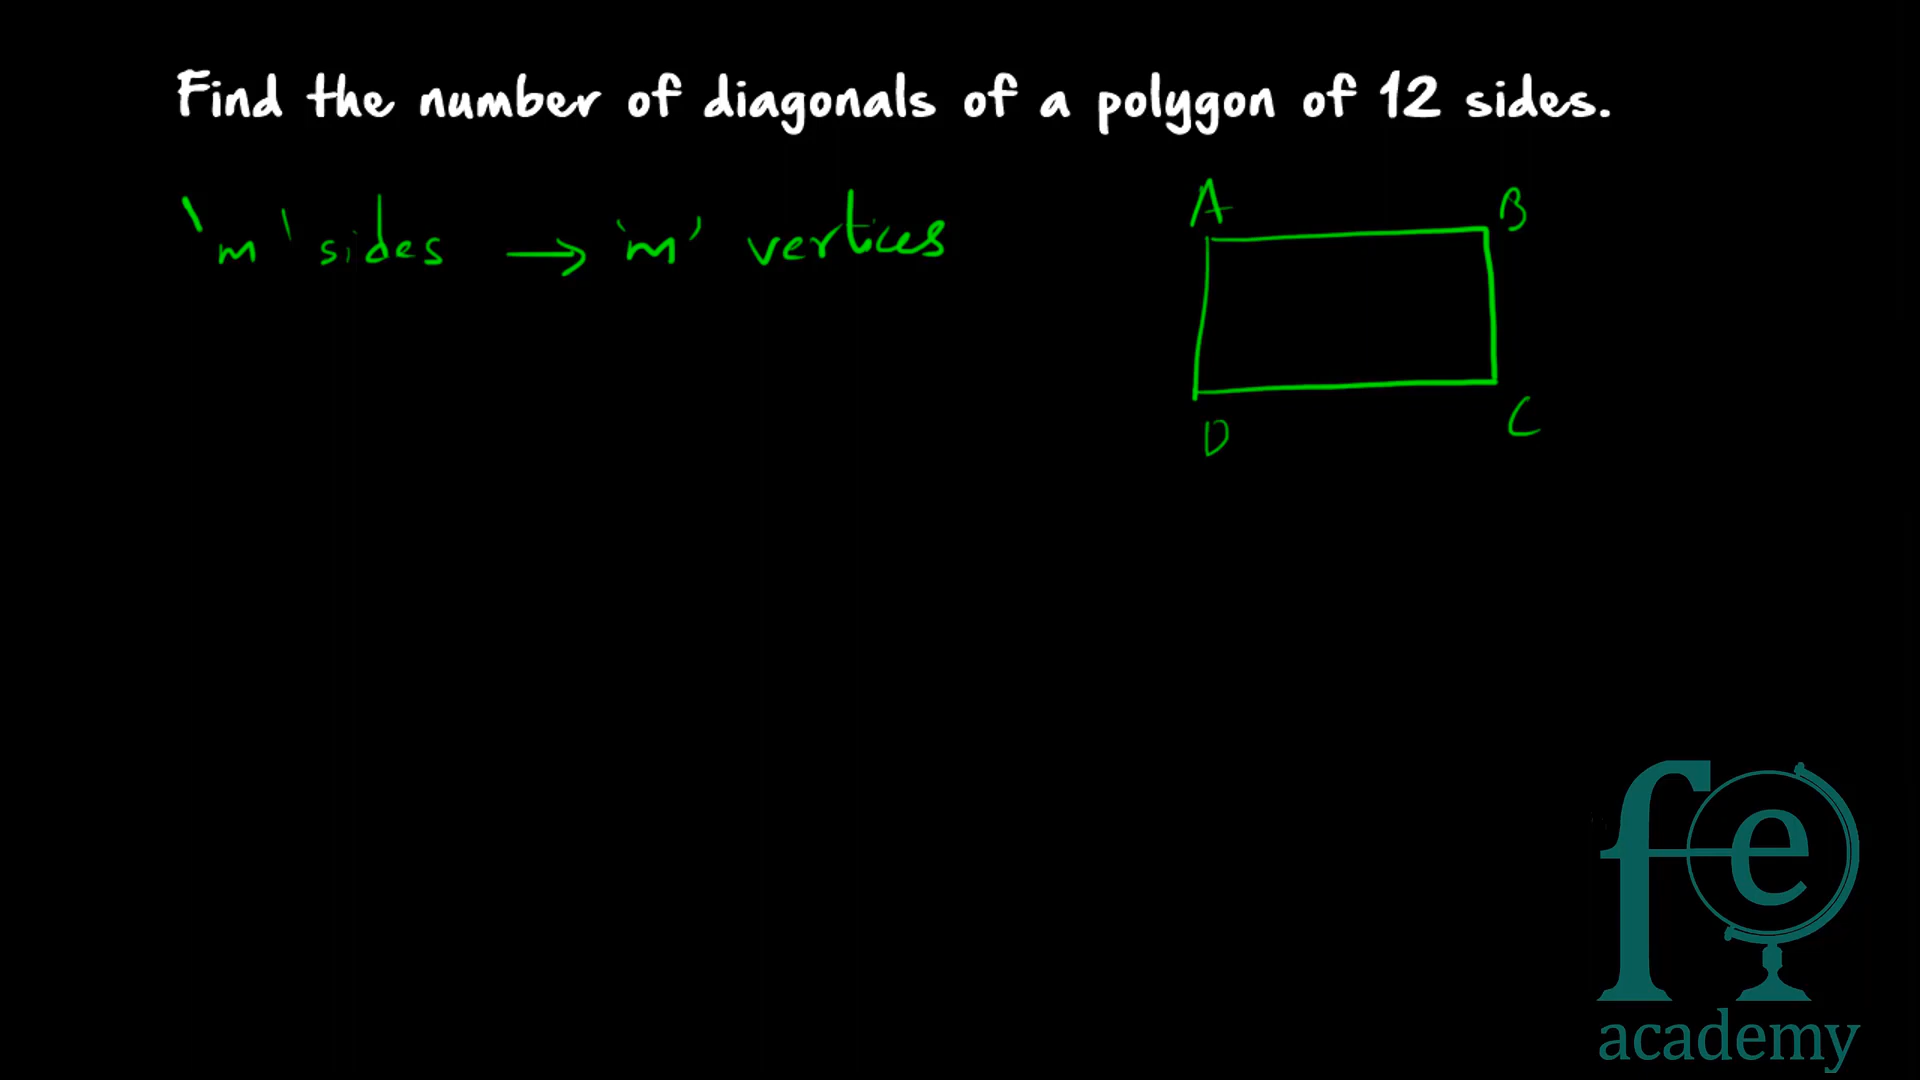 Find the number of diagonals of a polygon of 12 sides.
'm' sides → 'm' vertices
A B
D C
fe
academy